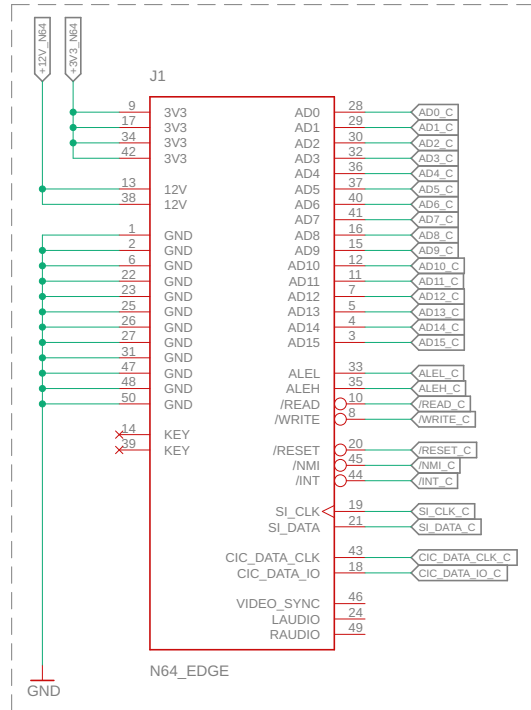 +12V_N64
+3V3_N64
J1
9 3V3 AD0 28 AD0_C
17 3V3 AD1 29 AD1_C
34 3V3 AD2 30 AD2_C
42 3V3 AD3 32 AD3_C
AD4 36 AD4_C
13 12V AD5 37 AD5_C
38 12V AD6 40 AD6_C
AD7 41 AD7_C
1 GND AD8 16 AD8_C
2 GND AD9 15 AD9_C
6 GND AD10 12 AD10_C
22 GND AD11 11 AD11_C
23 GND AD12 7 AD12_C
25 GND AD13 5 AD13_C
26 GND AD14 4 AD14_C
27 GND AD15 3 AD15_C
31 GND
47 GND ALEL 33 ALEL_C
48 GND ALEH 35 ALEH_C
50 GND /READ 10 /READ_C
/WRITE 8 /WRITE_C
14 KEY
39 KEY /RESET 20 /RESET_C
/NMI 45 /NMI_C
/INT 44 /INT_C
SI_CLK 19 SI_CLK_C
SI_DATA 21 SI_DATA_C
CIC_DATA_CLK 43 CIC_DATA_CLK_C
CIC_DATA_IO 18 CIC_DATA_IO_C
VIDEO_SYNC 46
LAUDIO 24
RAUDIO 49
N64_EDGE
GND